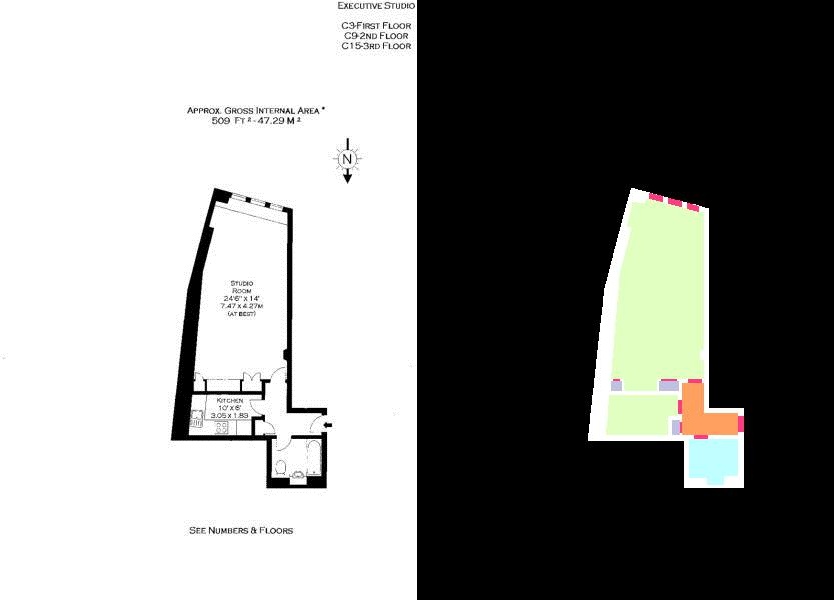 EXECUTIVE STUDIO
C3-FIRST FLOOR
C9-2ND FLOOR
C15-3RD FLOOR
APPROX. GROSS INTERNAL AREA *
509 FT ² - 47.29 M ²
N
STUDIO
ROOM
24'6" X 14'
7.47 X 4.27M
(AT BEST)
KITCHEN
10' X 6'
3.05 X 1.83
SEE NUMBERS & FLOORS